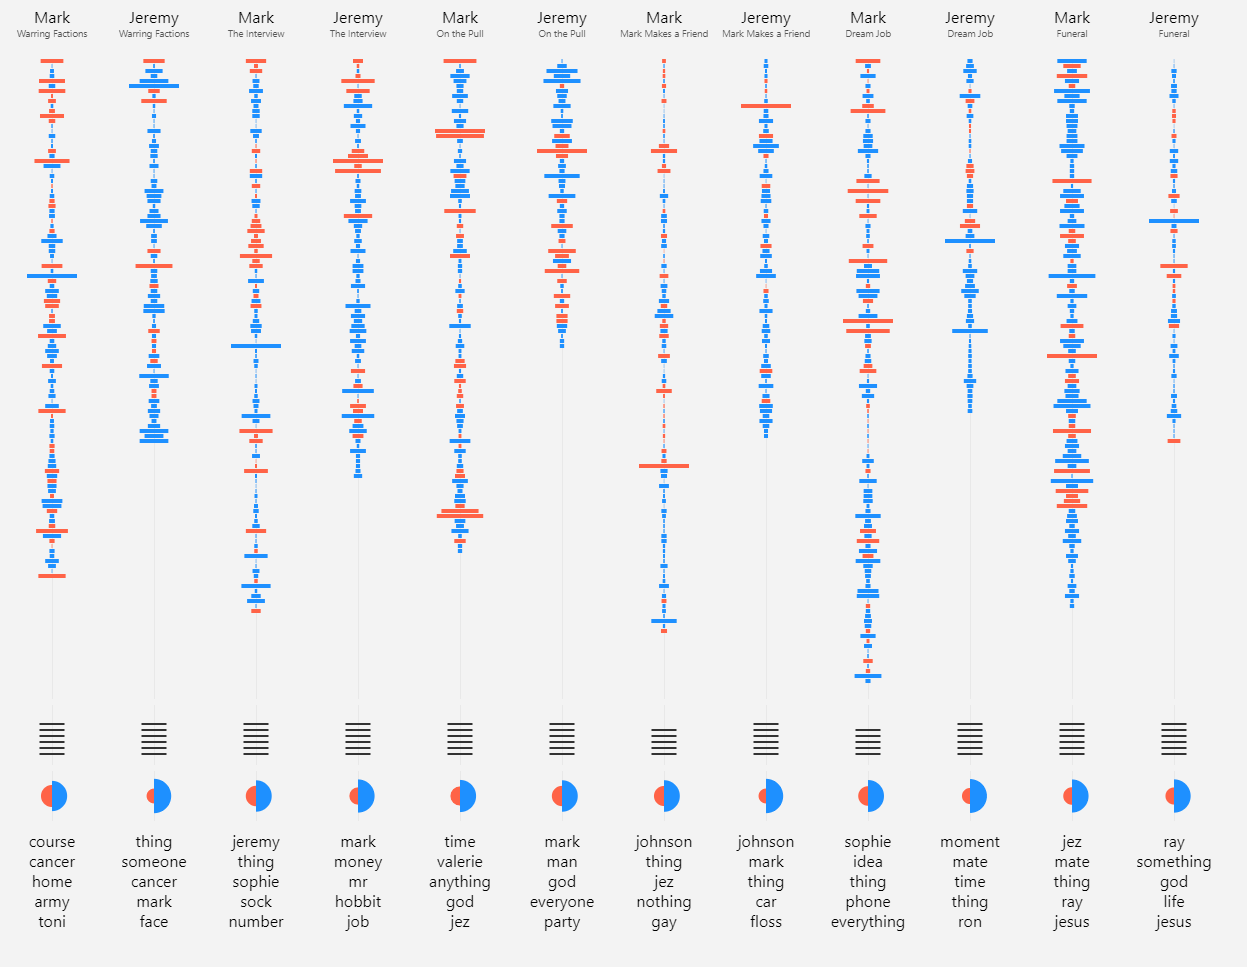 Mark Jeremy Mark Jeremy Mark Jeremy Mark Jeremy Mark Jeremy Mark Jeremy
Warring Factions Warring Factions The Interview The Interview On the Pull On the Pull Mark Makes a Friend Mark Makes a Friend Dream Job Dream Job Funeral Funeral
course thing jeremy mark time mark johnson johnson sophie moment jez ray
cancer someone thing money valerie man thing mark idea mate mate something
home cancer sophie mr anything god jez thing thing time thing god
army mark sock hobbit god everyone nothing car phone thing ray life
toni face number job jez party gay floss everything ron jesus jesus